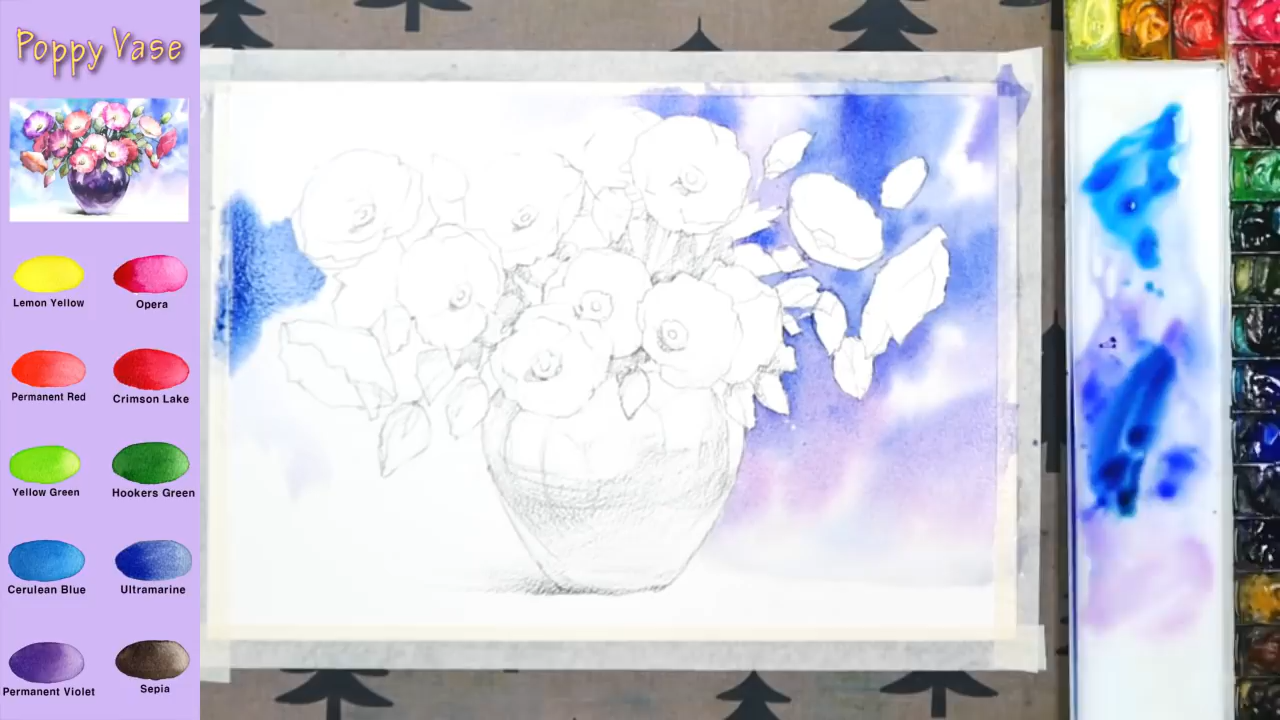 Poppy Vase
Lemon Yellow
Opera
Permanent Red
Crimson Lake
Yellow Green
Hookers Green
Cerulean Blue
Ultramarine
Permanent Violet
Sepia